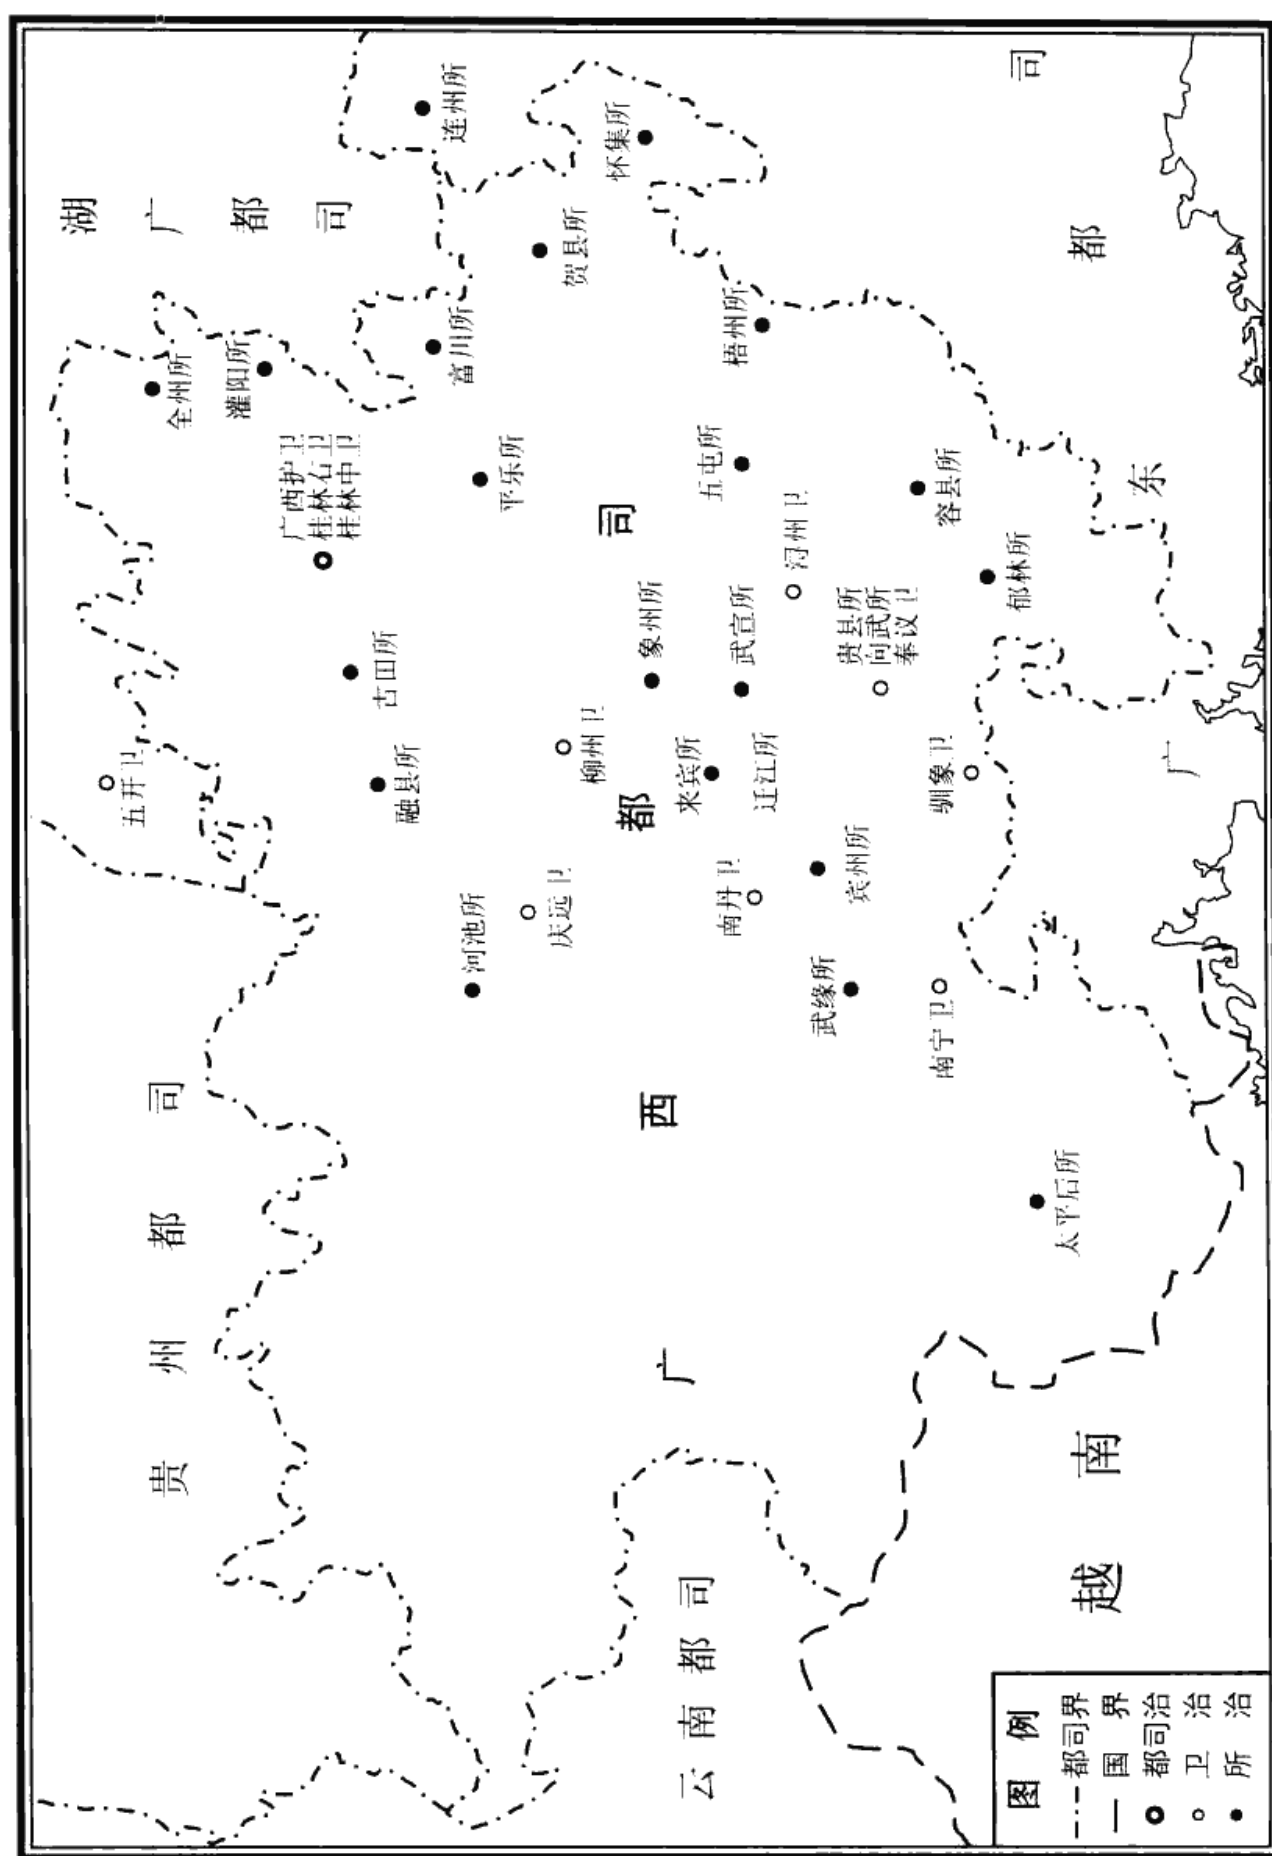 湖广都司
贵州都司
云南都司
广西都司
广东都司
越南
连州所
怀集所
贺县所
富川所
梧州所
全州所
灌阳所
广西护卫
桂林右卫
桂林中卫
平乐所
五屯所
容县所
浔州卫
郁林所
古田所
象州所
武宣所
贵县所
向武所
奉议卫
五开卫
融县所
柳州卫
来宾所
迁江所
驯象卫
河池所
庆远卫
南丹卫
宾州所
武缘所
南宁卫
太平后所
图例
都司界
国界
都司治
卫治
所治